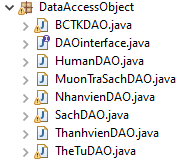 DataAccessObject
BCTKDAO.java
DAOinterface.java
HumanDAO.java
MuonTraSachDAO.java
NhanvienDAO.java
SachDAO.java
ThanhvienDAO.java
TheTuDAO.java